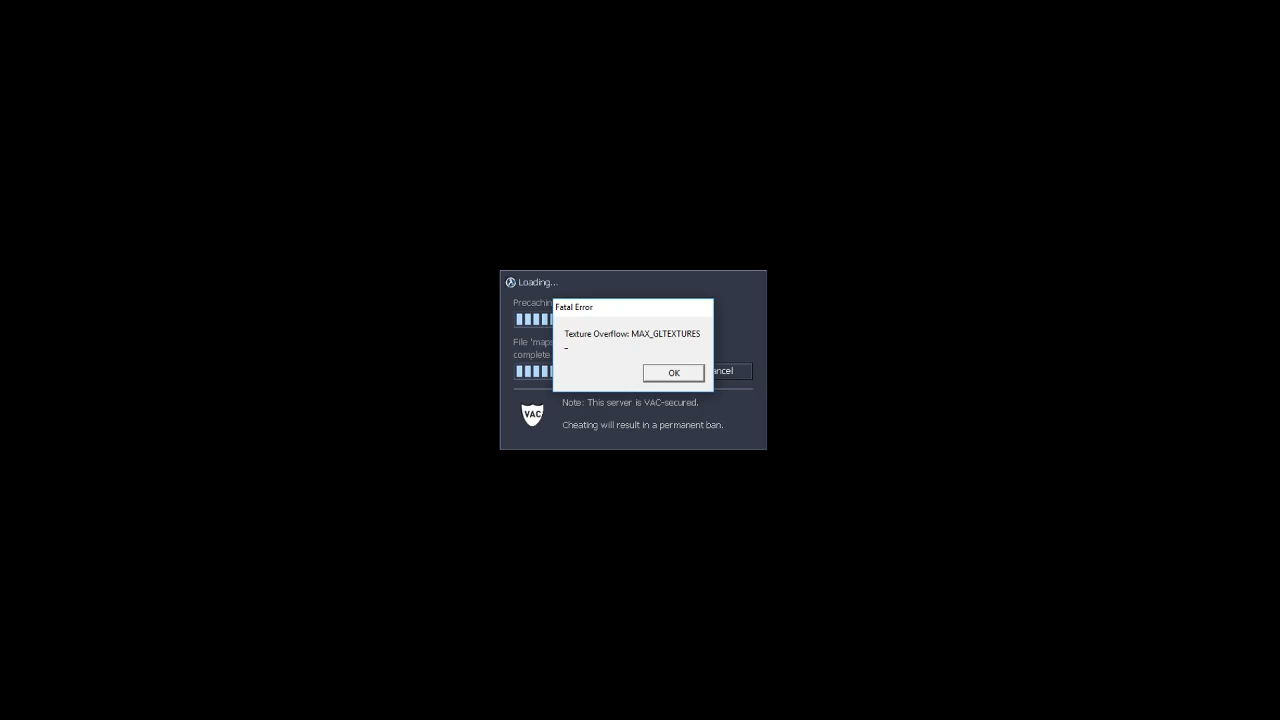 Loading...
Precachin
Fatal Error
Texture Overflow: MAX_GLTEXTURES
-
File 'maps
complete
OK
ancel
VAC
Note: This server is VAC-secured.
Cheating will result in a permanent ban.